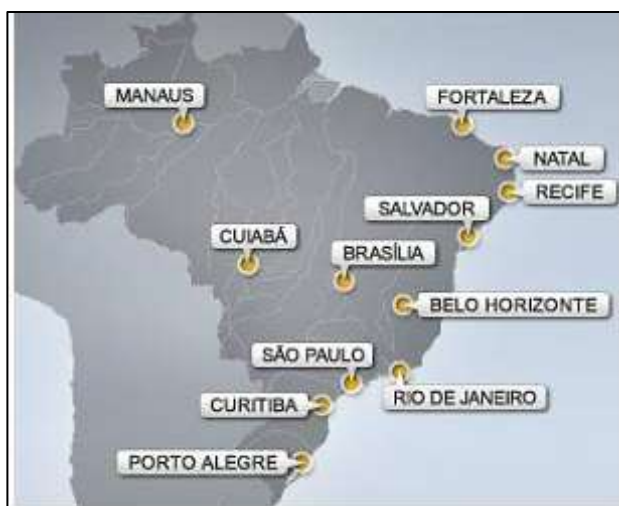 MANAUS
FORTALEZA
NATAL
RECIFE
SALVADOR
CUIABÁ
BRASÍLIA
BELO HORIZONTE
SÃO PAULO
RIO DE JANEIRO
CURITIBA
PORTO ALEGRE